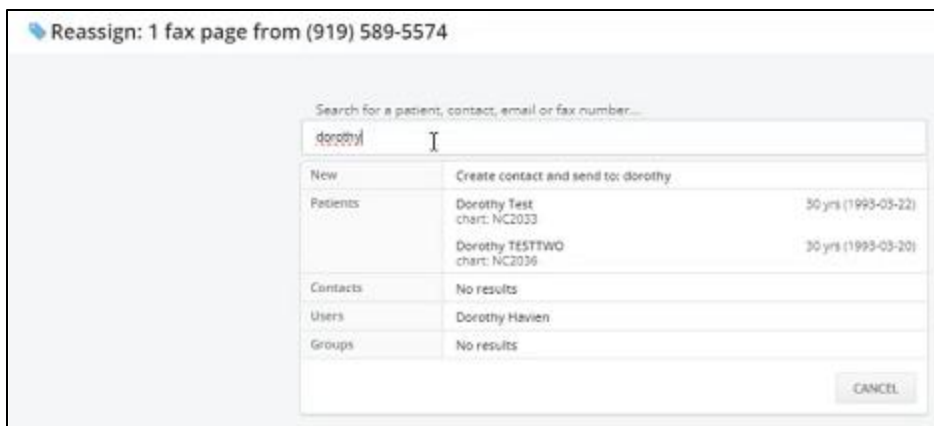 Reassign: 1 fax page from (919) 589-5574
Search for a patient, contact, email or fax number...
dorothy
New Create contact and send to: dorothy
Patients Dorothy Test 30 yrs (1993-03-22)
chart: NC2033
Dorothy TESTTWO 30 yrs (1993-03-20)
chart: NC2036
Contacts No results
Users Dorothy Havien
Groups No results
CANCEL